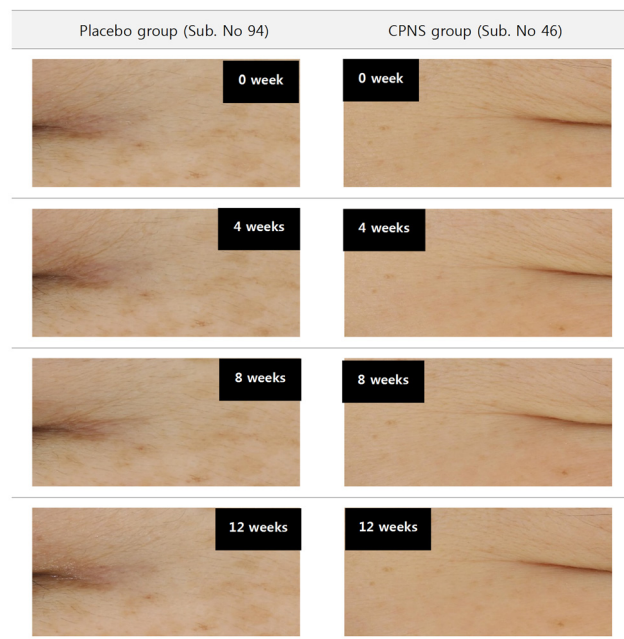 Placebo group (Sub. No 94) CPNS group (Sub. No 46)
0 week 0 week
4 weeks 4 weeks
8 weeks 8 weeks
12 weeks 12 weeks